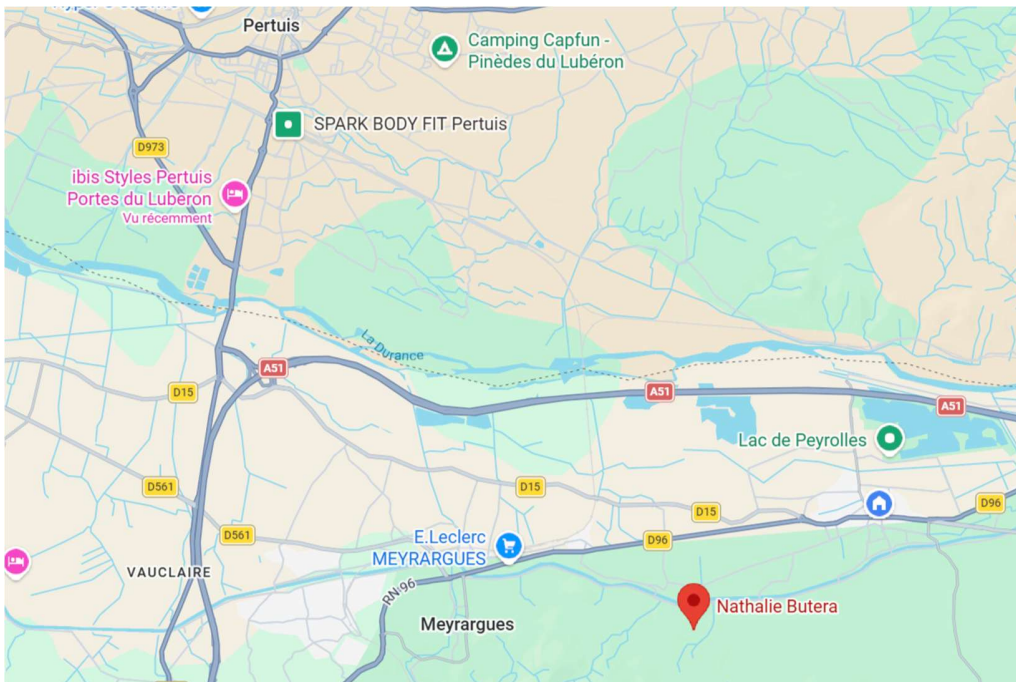 Pertuis
Camping Capfun -
Pinèdes du Lubéron
SPARK BODY FIT Pertuis
D973
ibis Styles Pertuis
Portes du Luberon
Vu récemment
La Durance
A51
D15
A51
A51
Lac de Peyrolles
D561
D15
D15
D96
D561
E.Leclerc
MEYRARGUES
D96
VAUCLAIRE
RN 96
Nathalie Butera
Meyrargues